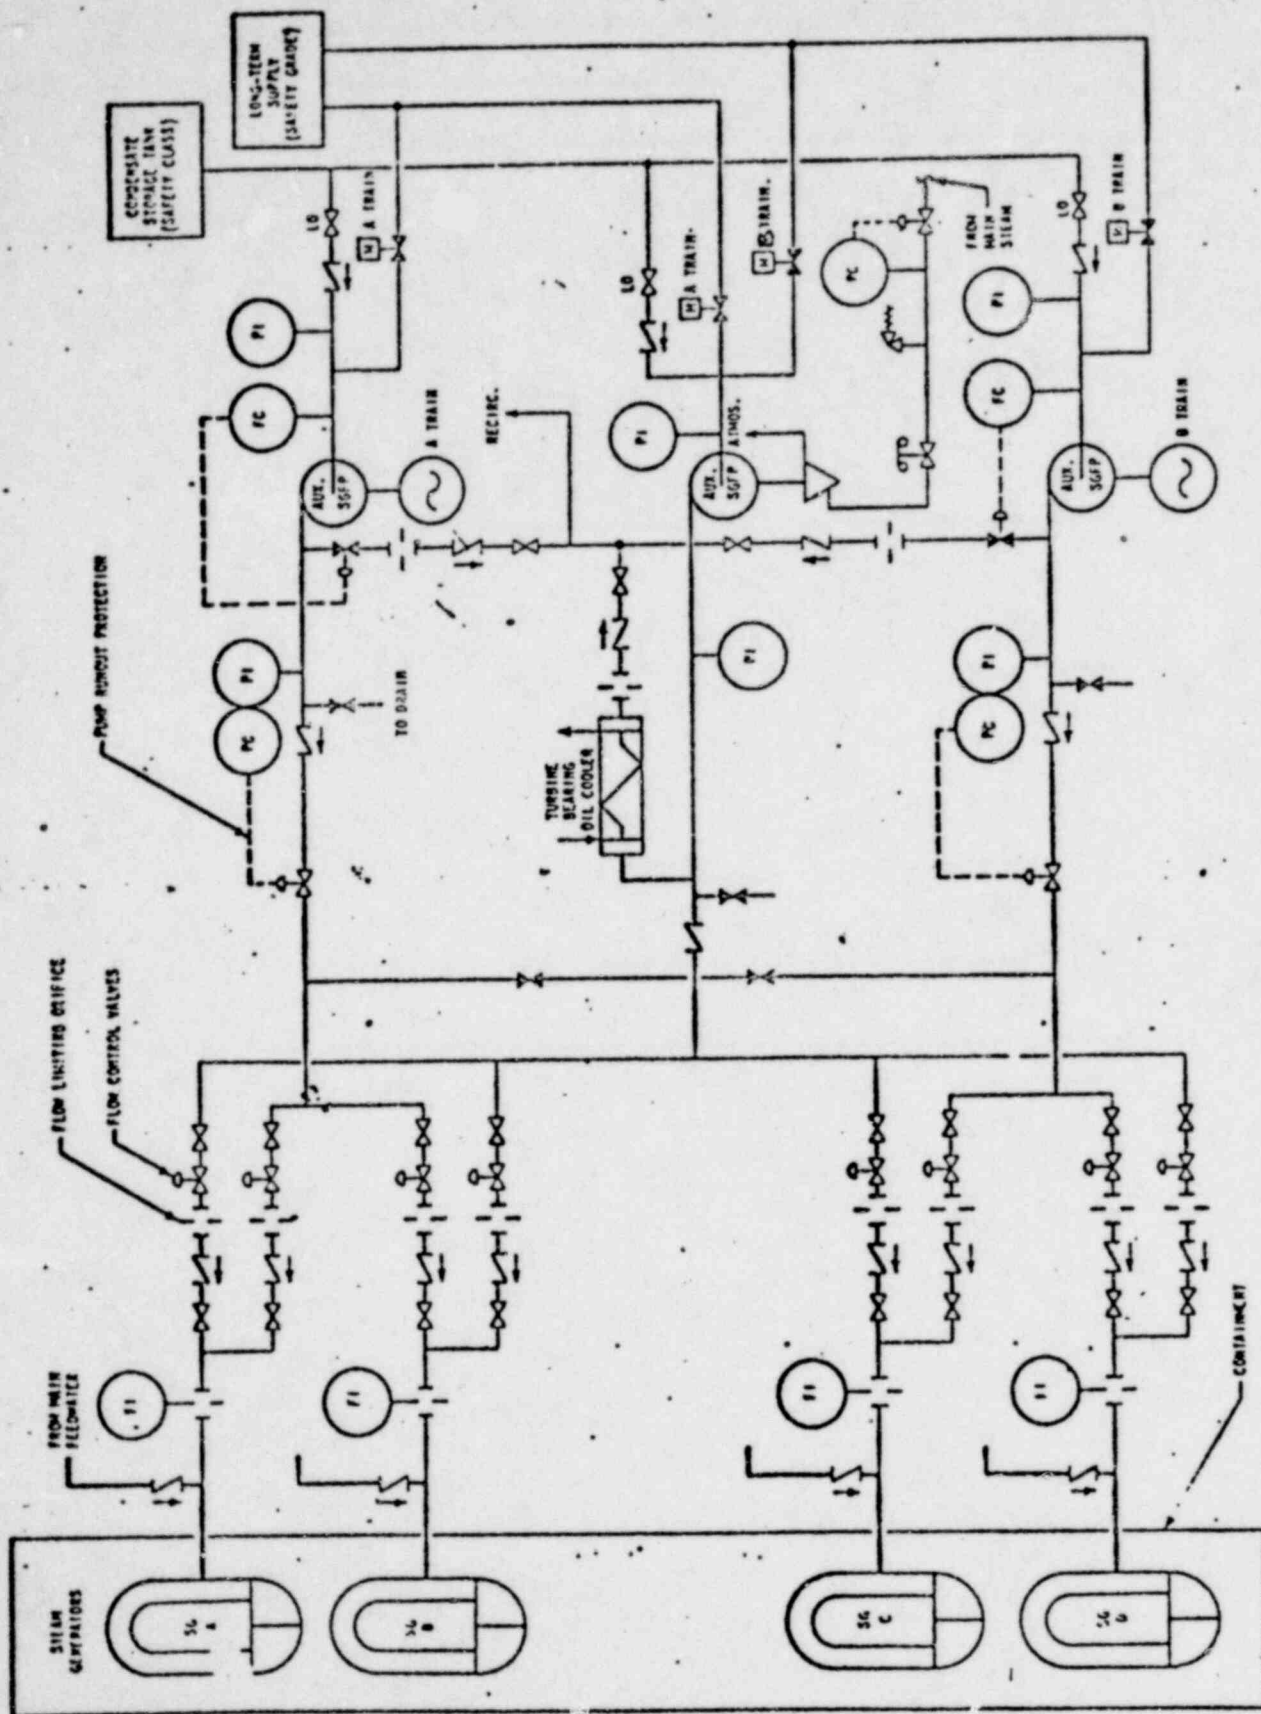 CONDENSATE
STORAGE TANK
(SAFETY CLASS)
LONG-TERM
SUPPLY
(SAFETY GRADE)
LO
M
A TRAIN
PI
FC
AUX.
SGFP
A TRAIN
RECIRC.
PUMP RUNOUT PROTECTION
PI
PC
TO DRAIN
LO
M
A TRAIN
M
B TRAIN
PC
FROM
MAIN
STEAM
PI
ATMOS.
AUX.
SGFP
LO
M
B TRAIN
PI
FC
AUX.
SGFP
B TRAIN
PI
TURBINE
BEARING
OIL COOLER
PI
PC
FLOW LIMITING ORIFICE
FLOW CONTROL VALVES
FROM MAIN
FEEDWATER
FI
FI
FI
FI
CONTAINMENT
STEAM
GENERATORS
SG
A
SG
B
SG
C
SG
D